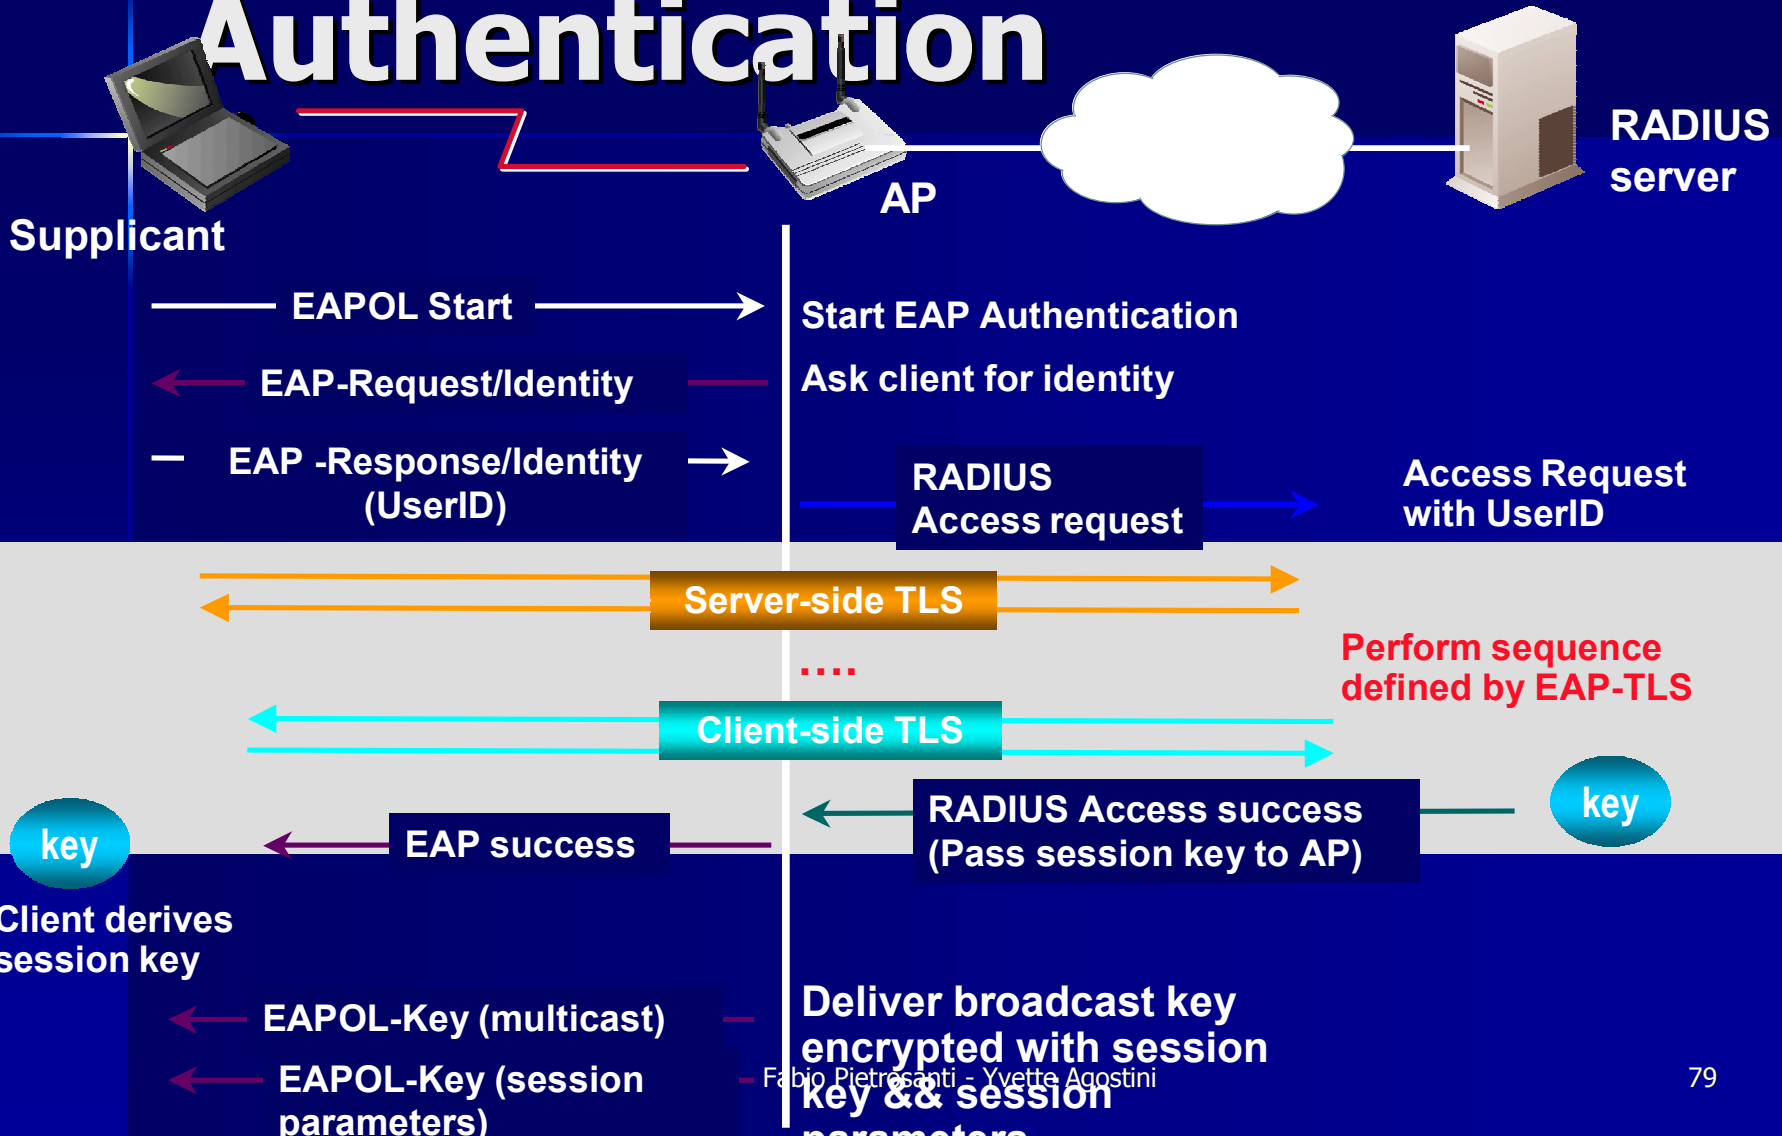 Authentication
RADIUS
server
AP
Supplicant
EAPOL Start
Start EAP Authentication
EAP-Request/Identity
Ask client for identity
EAP -Response/Identity
(UserID)
RADIUS
Access request
Access Request
with UserID
Server-side TLS
....
Perform sequence
defined by EAP-TLS
Client-side TLS
RADIUS Access success
(Pass session key to AP)
key
EAP success
key
Client derives
session key
EAPOL-Key (multicast)
Deliver broadcast key
encrypted with session
key && session
parameters
EAPOL-Key (session
parameters)
Fabio Pietrosanti - Yvette Agostini
79